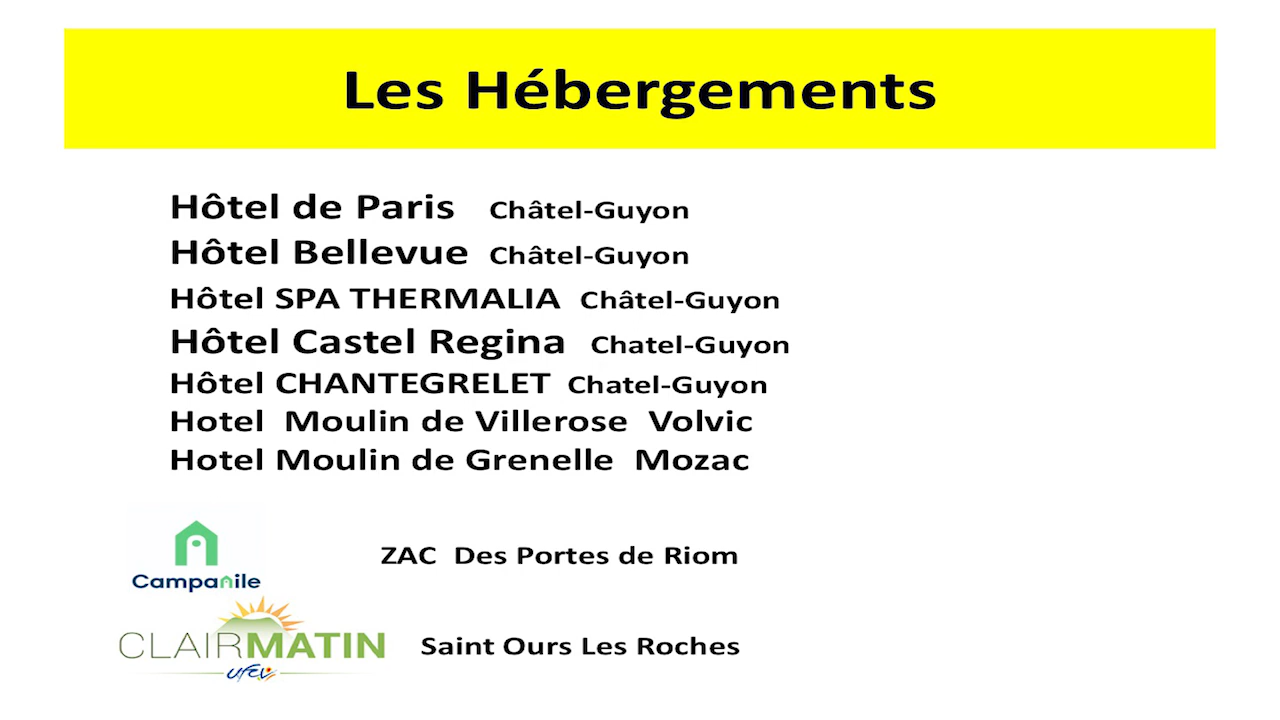 Les Hébergements
Hôtel de Paris Châtel-Guyon
Hôtel Bellevue Châtel-Guyon
Hôtel SPA THERMALIA Châtel-Guyon
Hôtel Castel Regina Chatel-Guyon
Hôtel CHANTEGRELET Chatel-Guyon
Hotel Moulin de Villerose Volvic
Hotel Moulin de Grenelle Mozac
ZAC Des Portes de Riom
Campanile
CLAIRMATIN Saint Ours Les Roches
ufcv